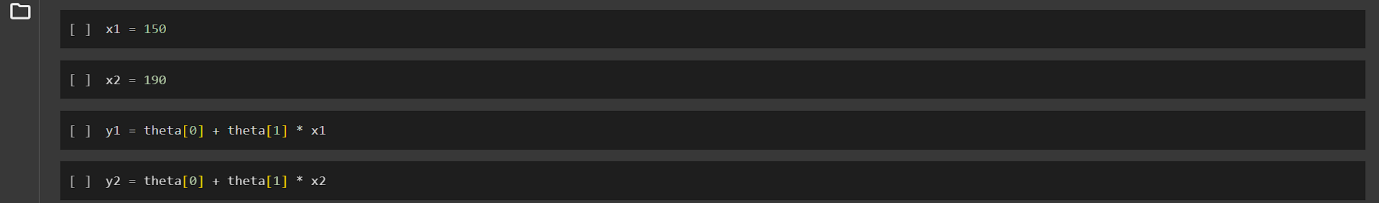 [ ] x1 = 150
[ ] x2 = 190
[ ] y1 = theta[0] + theta[1] * x1
[ ] y2 = theta[0] + theta[1] * x2